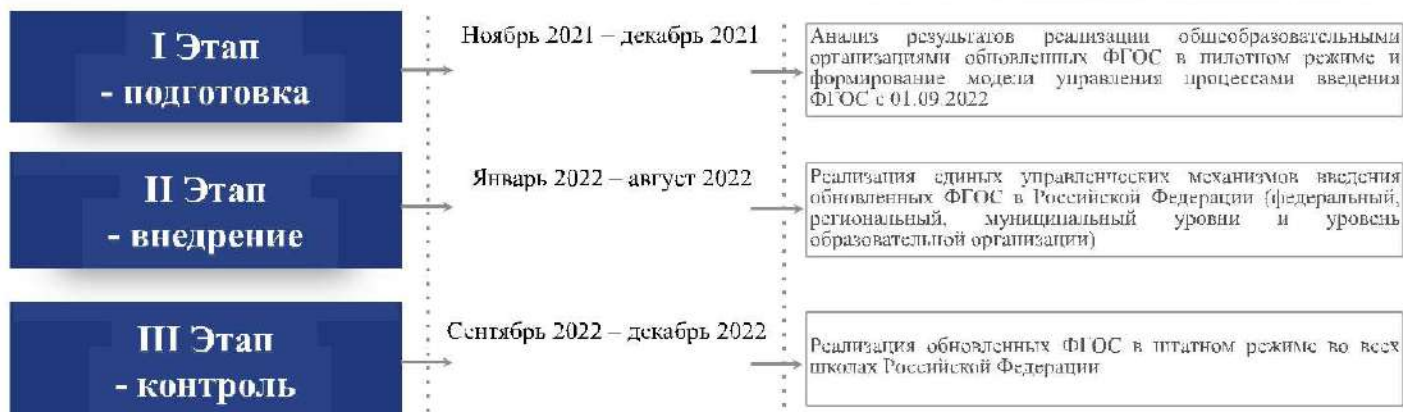 I Этап
- подготовка
Ноябрь 2021 – декабрь 2021
Анализ результатов реализации общеобразовательными
организациями обновленных ФГОС в пилотном режиме и
формирование модели управления процессами введения
ФГОС с 01.09.2022
II Этап
- внедрение
Январь 2022 – август 2022
Реализация единых управленческих механизмов введения
обновленных ФГОС в Российской Федерации (федеральный,
региональный, муниципальный уровни и уровень
образовательной организации)
III Этап
- контроль
Сентябрь 2022 – декабрь 2022
Реализация обновленных ФГОС в штатном режиме во всех
школах Российской Федерации